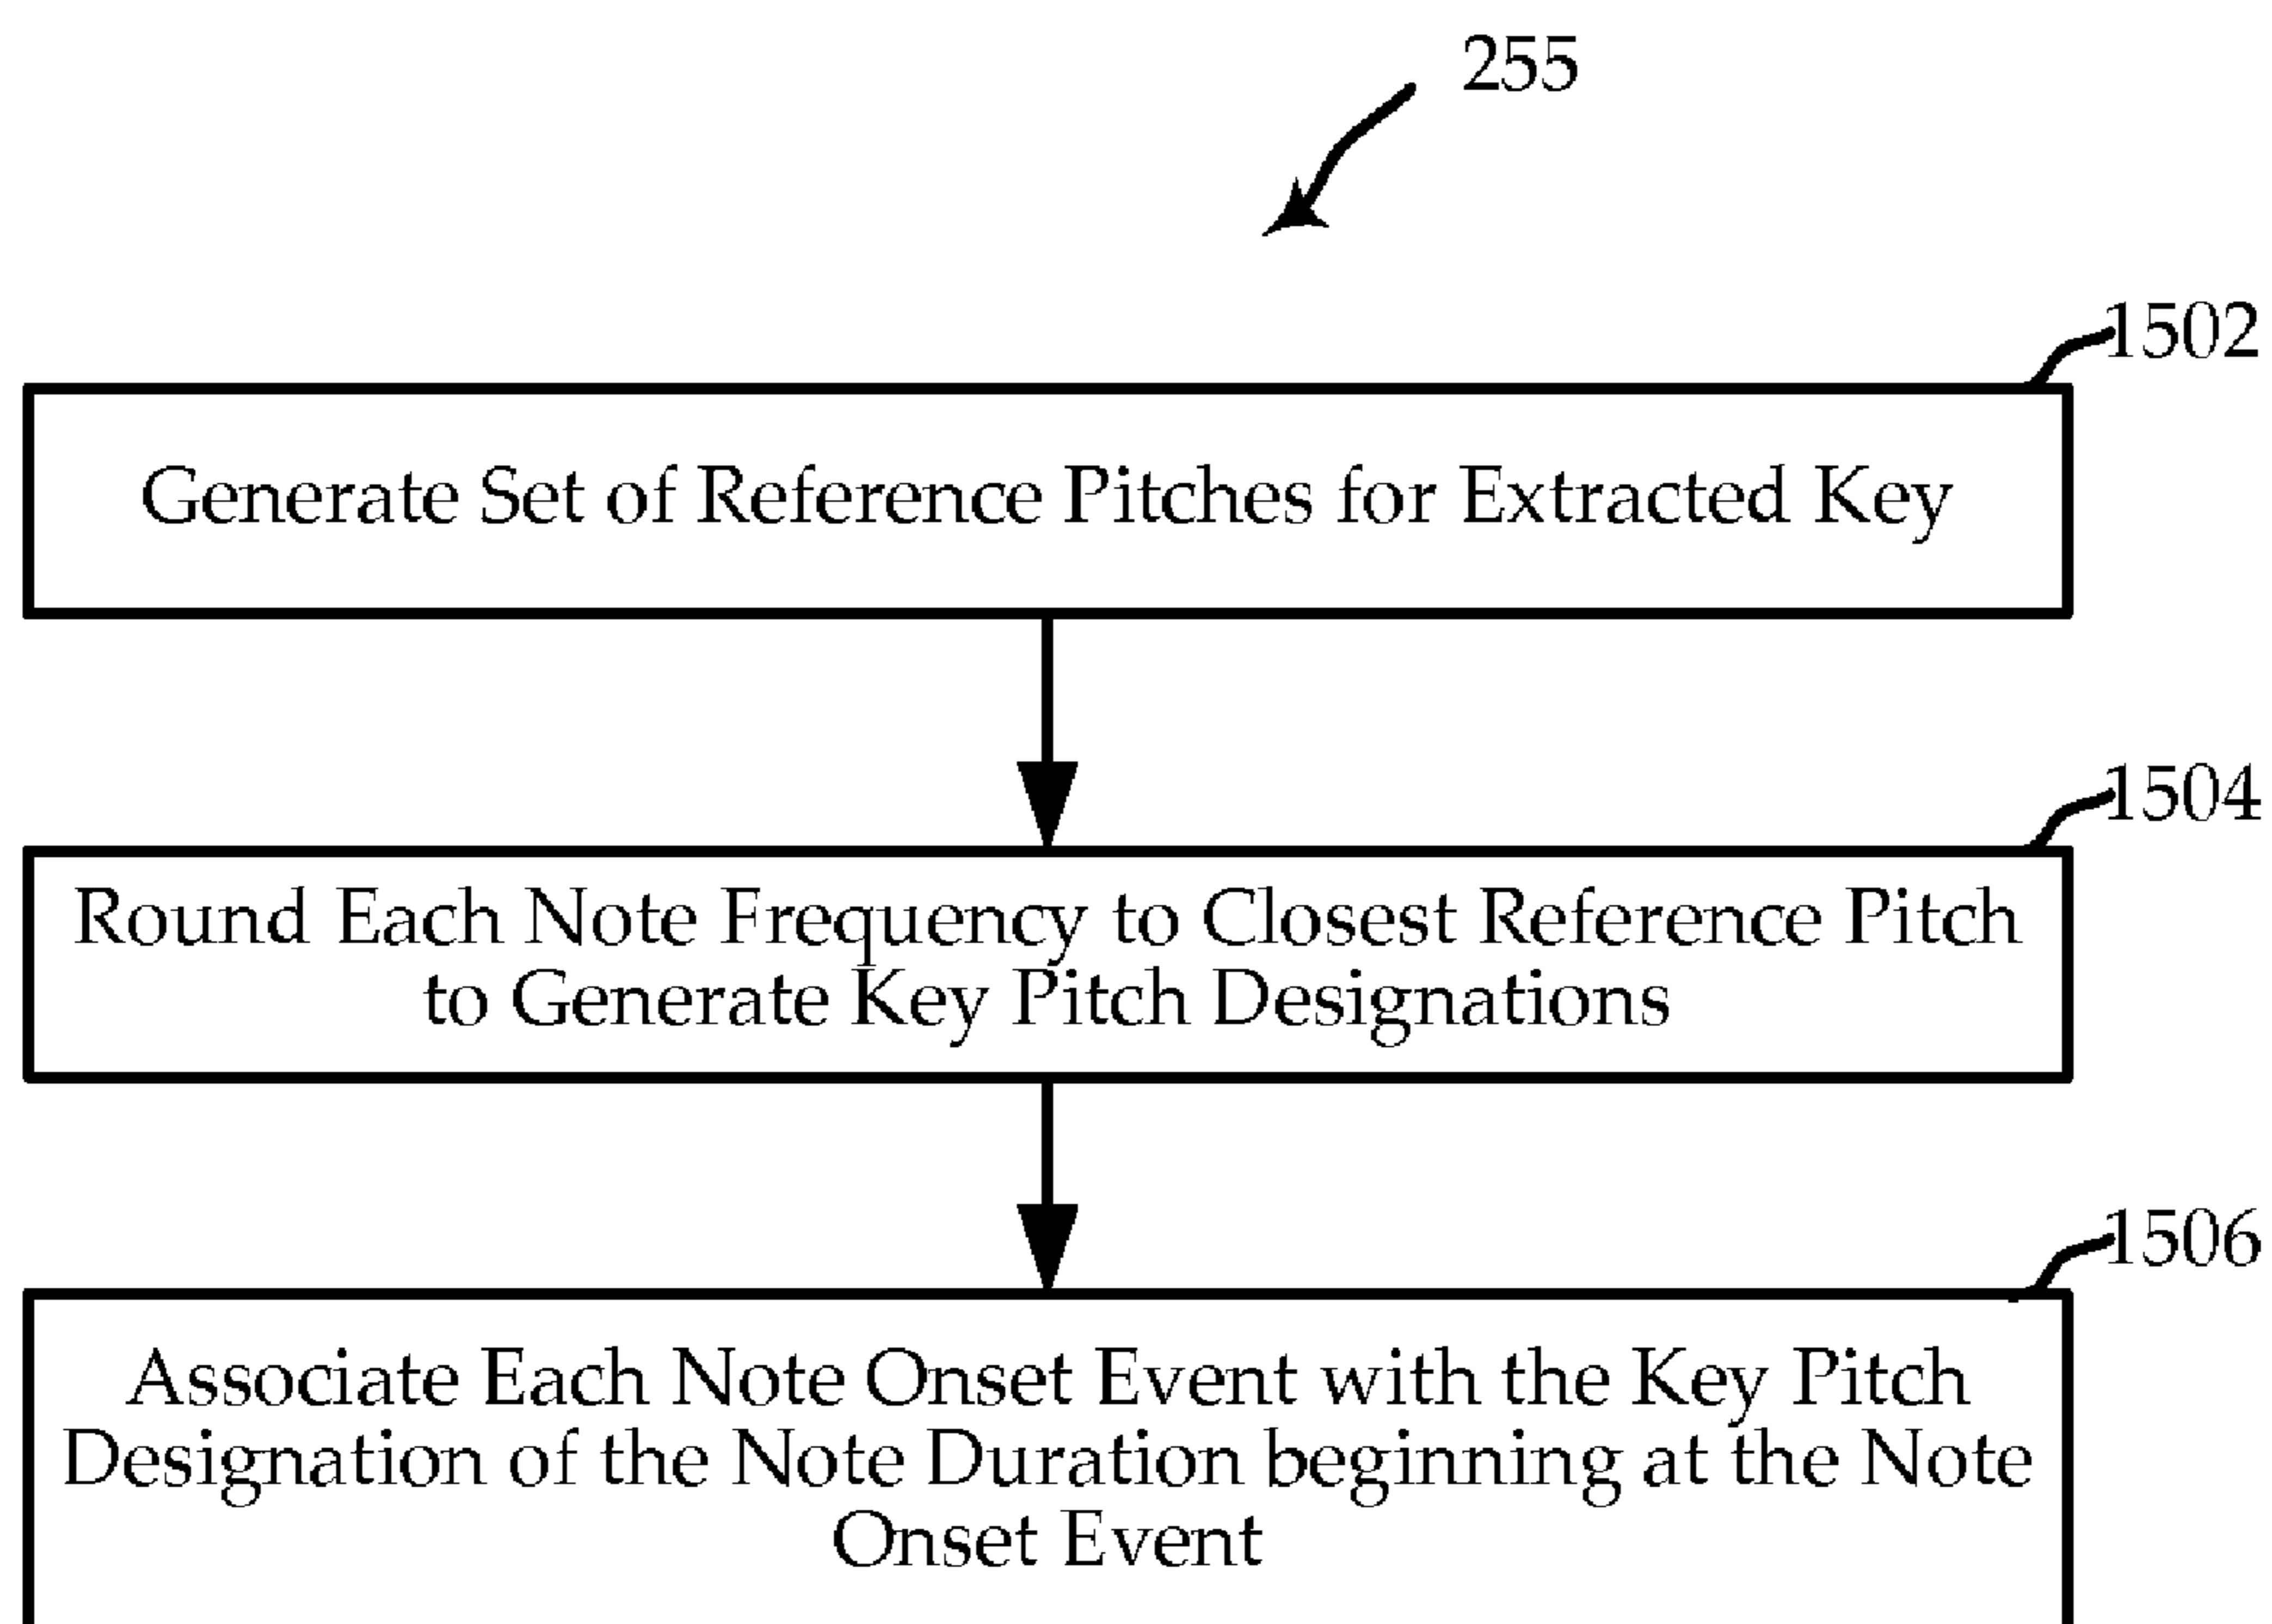 255
1502
Generate Set of Reference Pitches for Extracted Key
1504
Round Each Note Frequency to Closest Reference Pitch
to Generate Key Pitch Designations
1506
Associate Each Note Onset Event with the Key Pitch
Designation of the Note Duration beginning at the Note
Onset Event